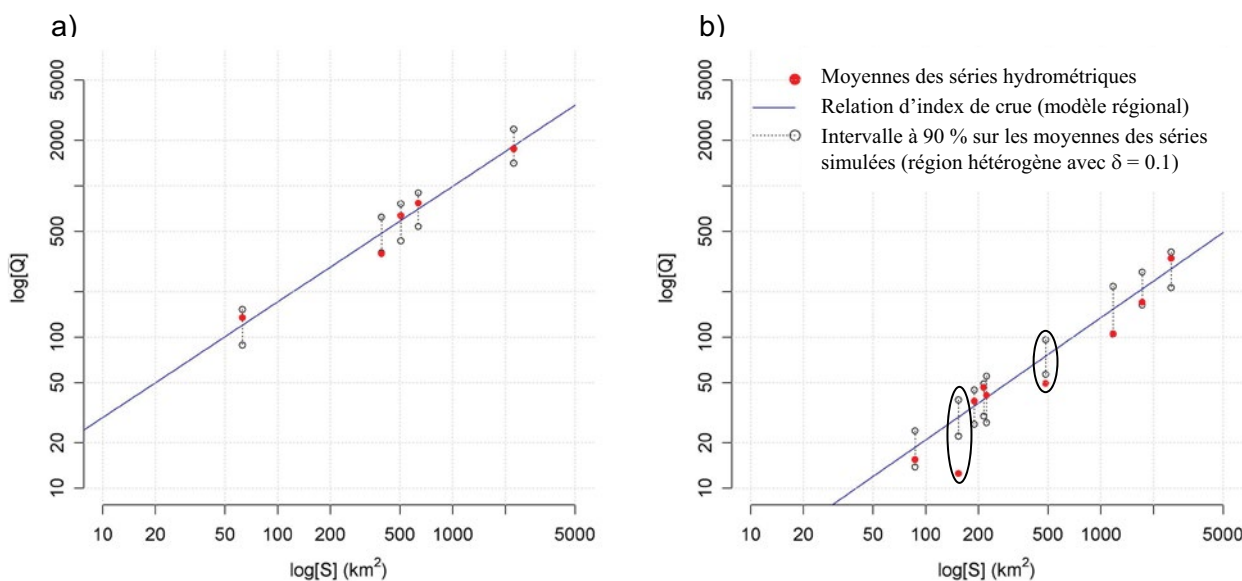 a)
b)
Moyennes des séries hydrométriques
Relation d’index de crue (modèle régional)
Intervalle à 90 % sur les moyennes des séries
simulées (région hétérogène avec δ = 0.1)
log[Q̅]
5000
2000
500
100
50
20
10
10
20
50
100
200
500
1000
5000
log[S] (km²)
log[Q̅]
5000
500
100
50
20
10
10
20
50
100
200
500
1000
5000
log[S] (km²)